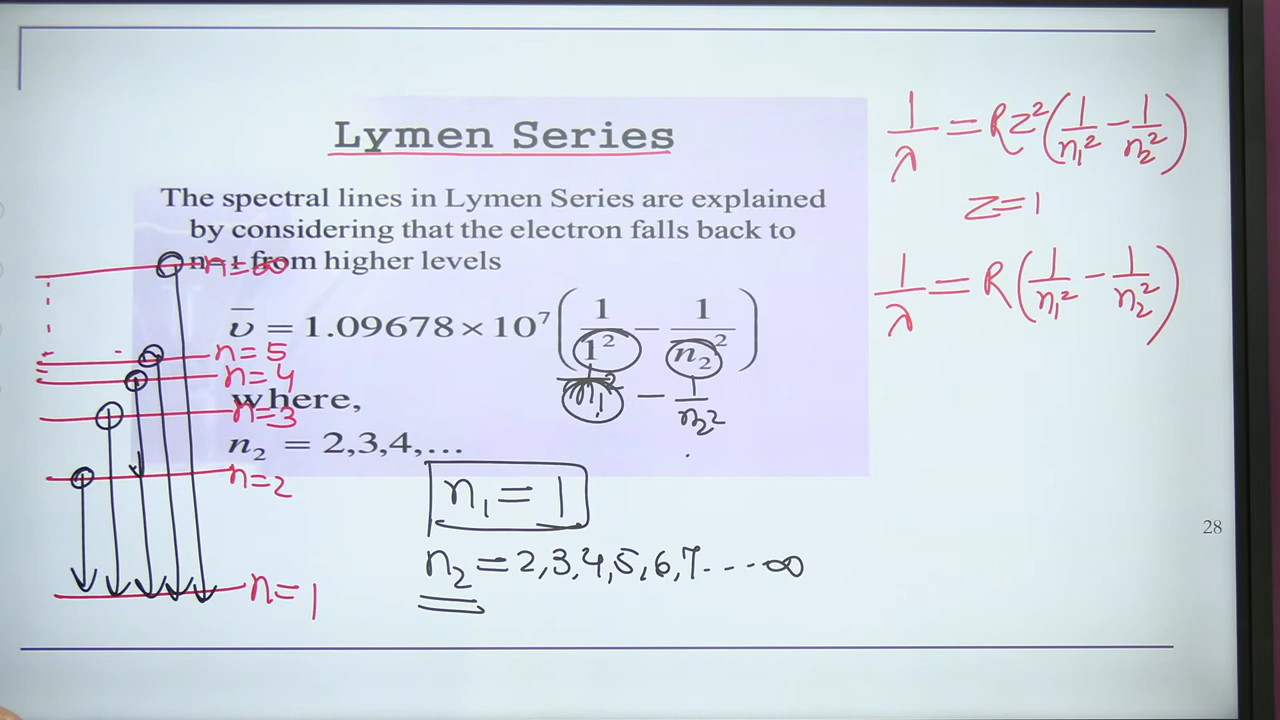 Lymen Series
The spectral lines in Lymen Series are explained
by considering that the electron falls back to
from higher levels
n=∞
ῡ = 1.09678 × 10⁷ (1/1² − 1/n₂²)
1/n₁² − 1/n₂²
n=5
n=4
where,
n=3
n₂ = 2,3,4,...
n=2
n₁ = 1
n₂ = 2,3,4,5,6,7....∞
n=1
1/λ = RZ²(1/n₁² − 1/n₂²)
Z=1
1/λ = R(1/n₁² − 1/n₂²)
28